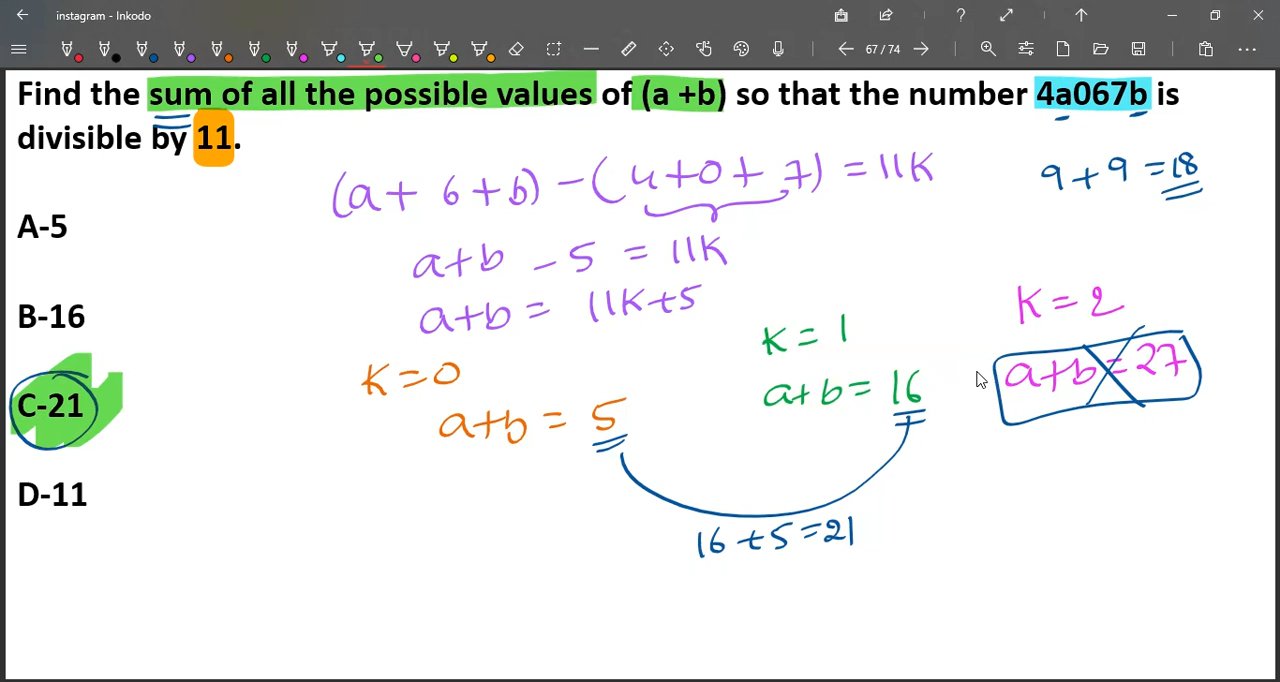 instagram - Inkodo
67 / 74
Find the sum of all the possible values of (a +b) so that the number 4a067b is
divisible by 11.
(a + 6 + b) - (4+0+7) = 11K
9 + 9 = 18
A-5
a+b - 5 = 11K
a+b = 11K+5
B-16
K = 2
a+b = 27
K = 1
a+b = 16
K = 0
a+b = 5
C-21
D-11
16 + 5 = 21